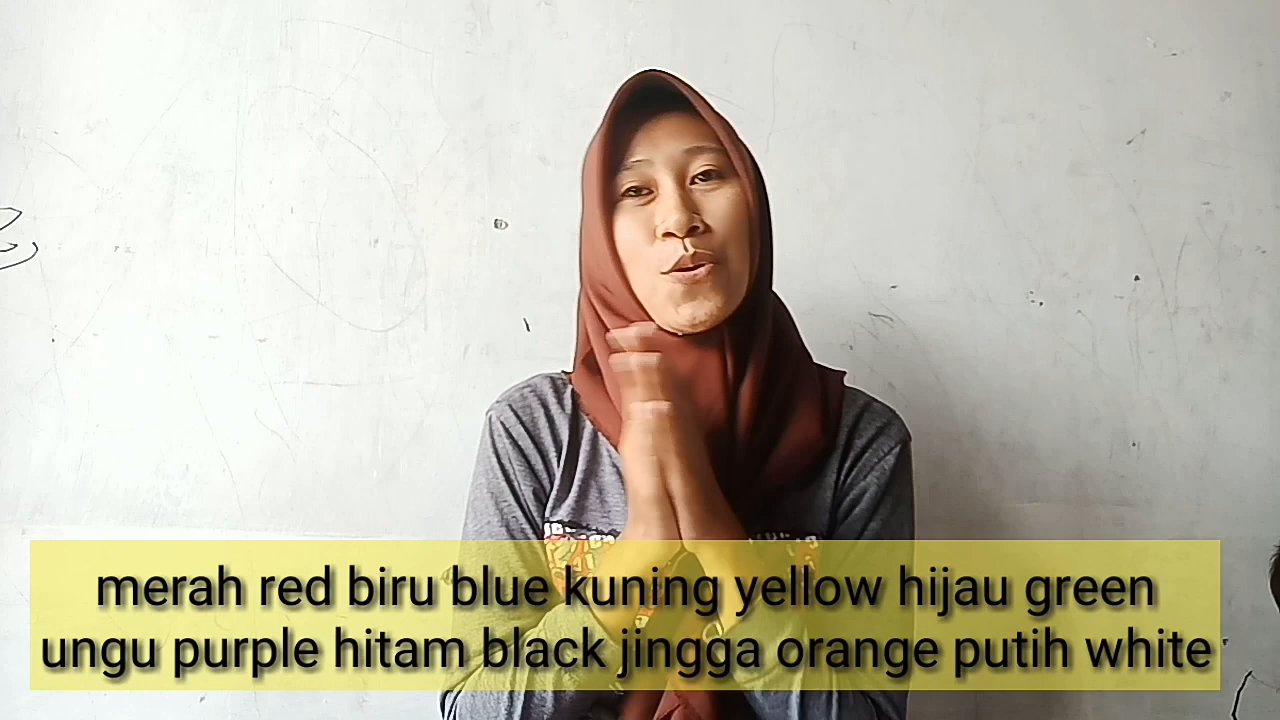 merah red biru blue kuning yellow hijau green
ungu purple hitam black jingga orange putih white